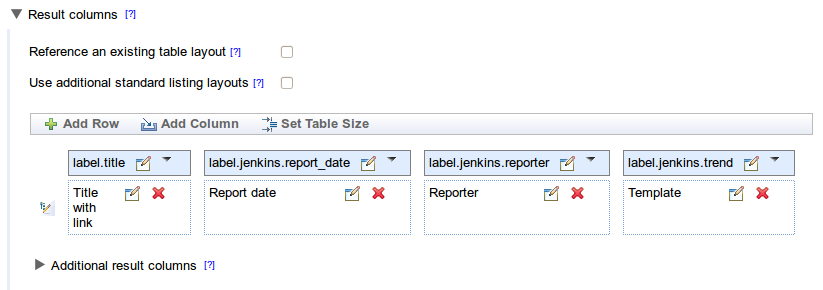 Result columns [?]
Reference an existing table layout [?]
Use additional standard listing layouts [?]
Add Row Add Column Set Table Size
label.title label.jenkins.report_date label.jenkins.reporter label.jenkins.trend
Title with link Report date Reporter Template
Additional result columns [?]